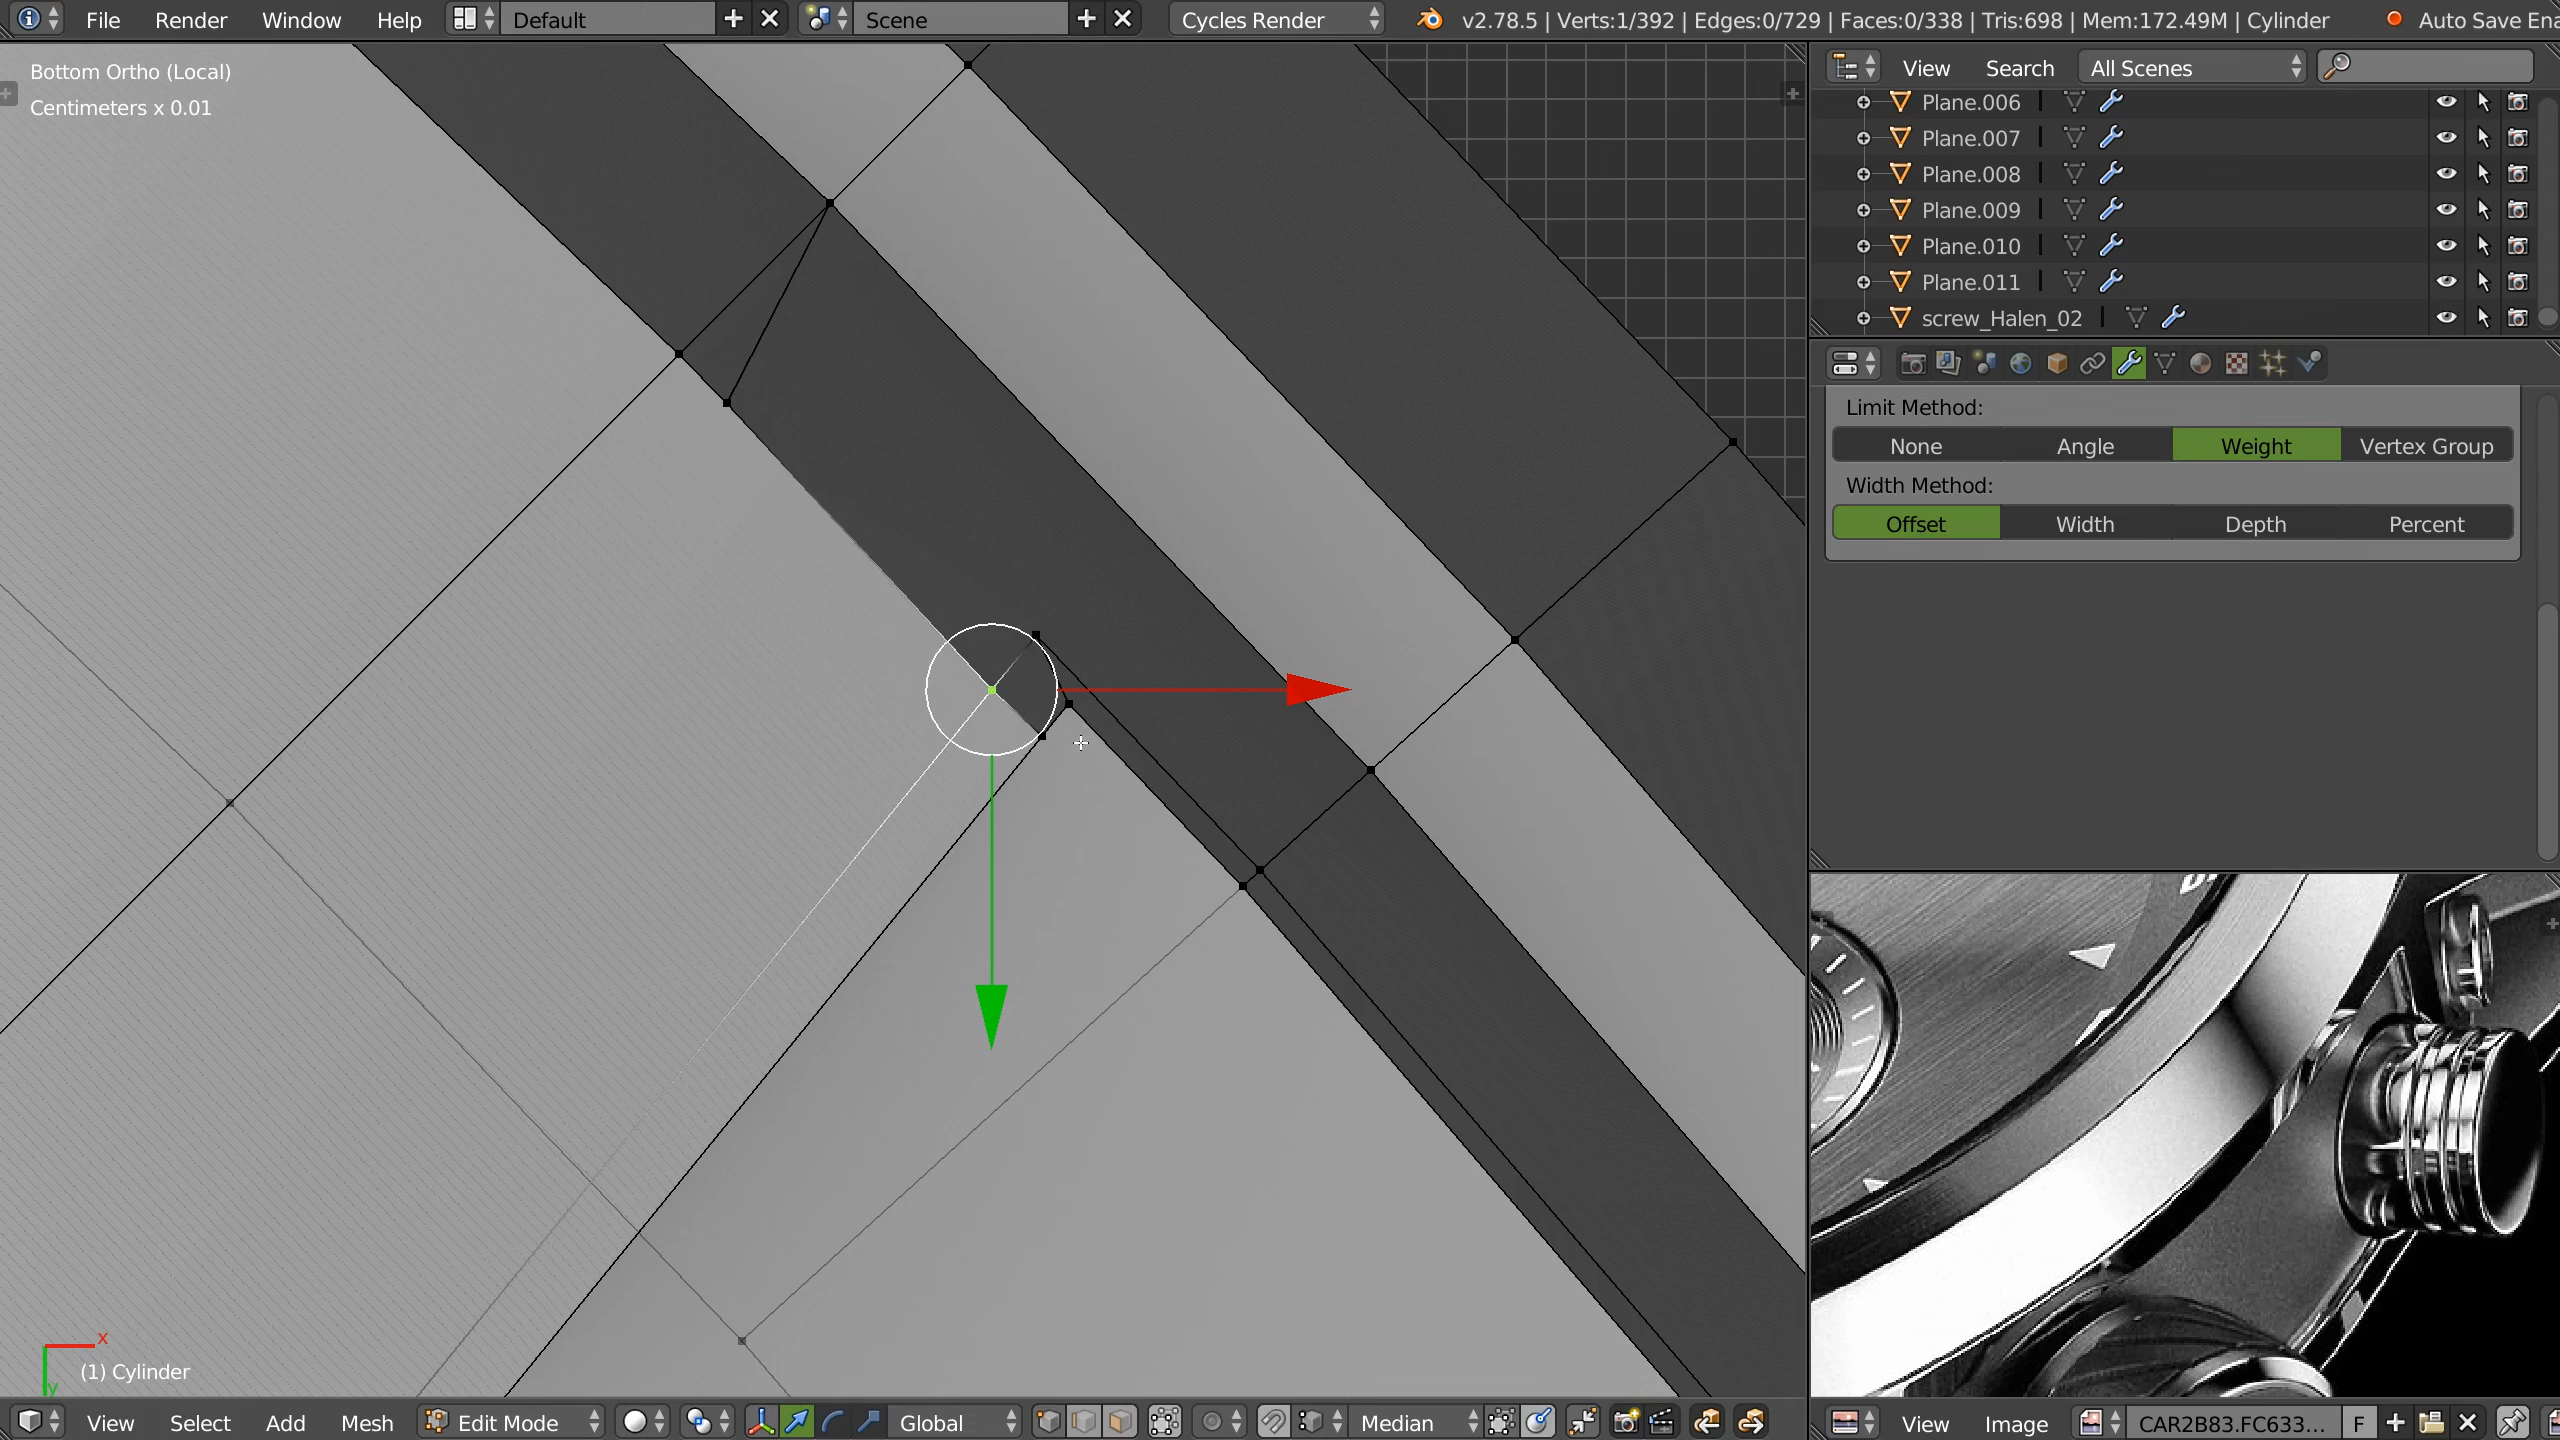 File Render Window Help Default Scene Cycles Render v2.78.5 | Verts:1/392 | Edges:0/729 | Faces:0/338 | Tris:698 | Mem:172.49M | Cylinder Auto Save Ena
Bottom Ortho (Local)
Centimeters x 0.01
View Search All Scenes
Plane.006
Plane.007
Plane.008
Plane.009
Plane.010
Plane.011
screw_Halen_02
Limit Method:
None Angle Weight Vertex Group
Width Method:
Offset Width Depth Percent
x
y
(1) Cylinder
View Select Add Mesh Edit Mode Global Median
View Image CAR2B83.FC633... F